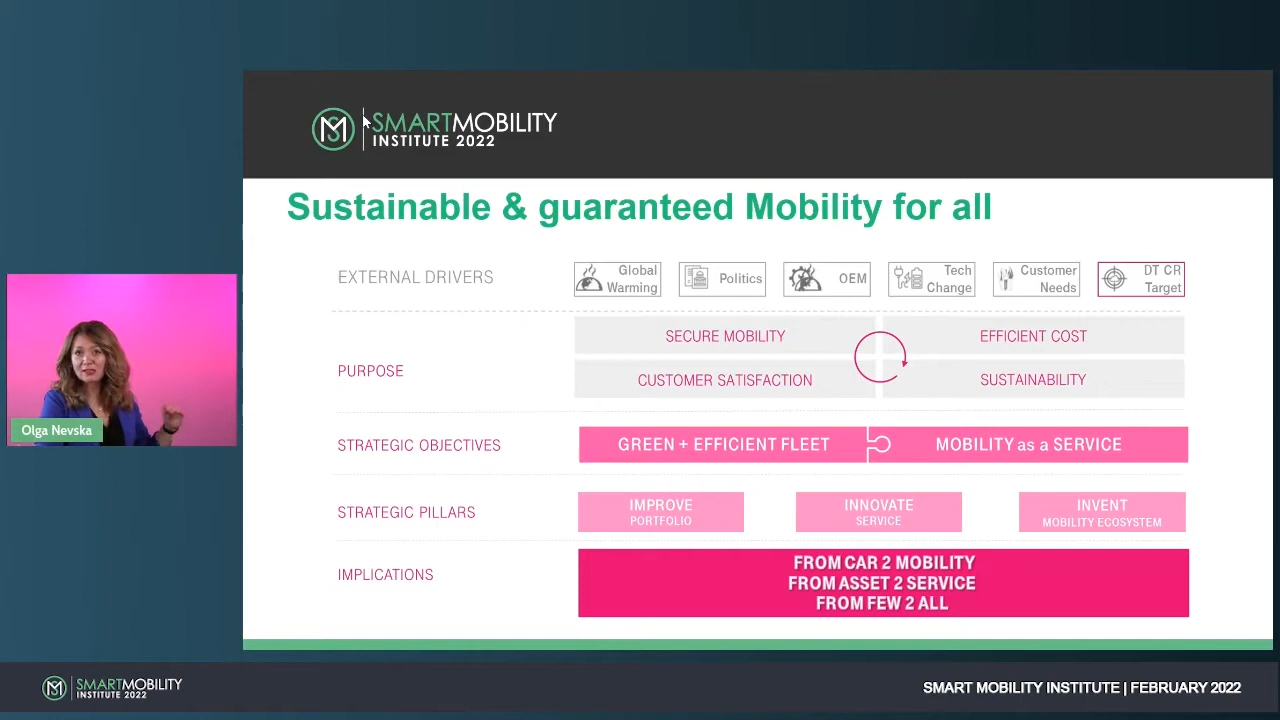 SMARTMOBILITY
INSTITUTE 2022
Sustainable & guaranteed Mobility for all
EXTERNAL DRIVERS
Global
Warming
Politics
OEM
Tech
Change
Customer
Needs
DT CR
Target
PURPOSE
SECURE MOBILITY
EFFICIENT COST
CUSTOMER SATISFACTION
SUSTAINABILITY
STRATEGIC OBJECTIVES
GREEN + EFFICIENT FLEET
MOBILITY as a SERVICE
STRATEGIC PILLARS
IMPROVE
PORTFOLIO
INNOVATE
SERVICE
INVENT
MOBILITY ECOSYSTEM
IMPLICATIONS
FROM CAR 2 MOBILITY
FROM ASSET 2 SERVICE
FROM FEW 2 ALL
Olga Nevska
SMARTMOBILITY
INSTITUTE 2022
SMART MOBILITY INSTITUTE | FEBRUARY 2022